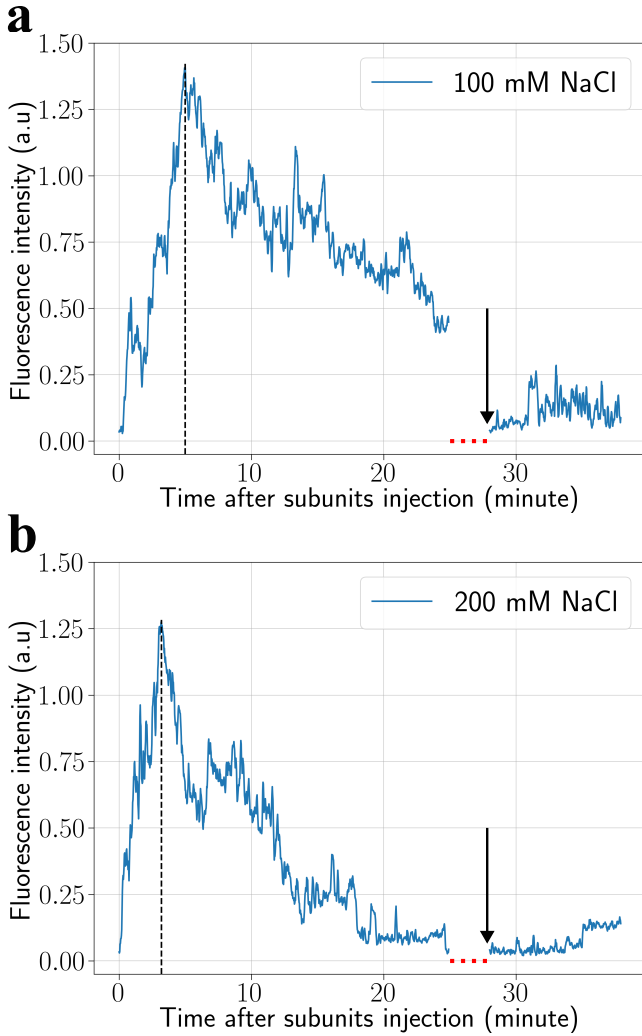 a
1.50
100 mM NaCl
1.25
1.00
0.75
0.50
0.25
0.00
Fluorescence intensity (a.u)
0 10 20 30
Time after subunits injection (minute)
b
1.50
200 mM NaCl
1.25
1.00
0.75
0.50
0.25
0.00
Fluorescence intensity (a.u)
0 10 20 30
Time after subunits injection (minute)